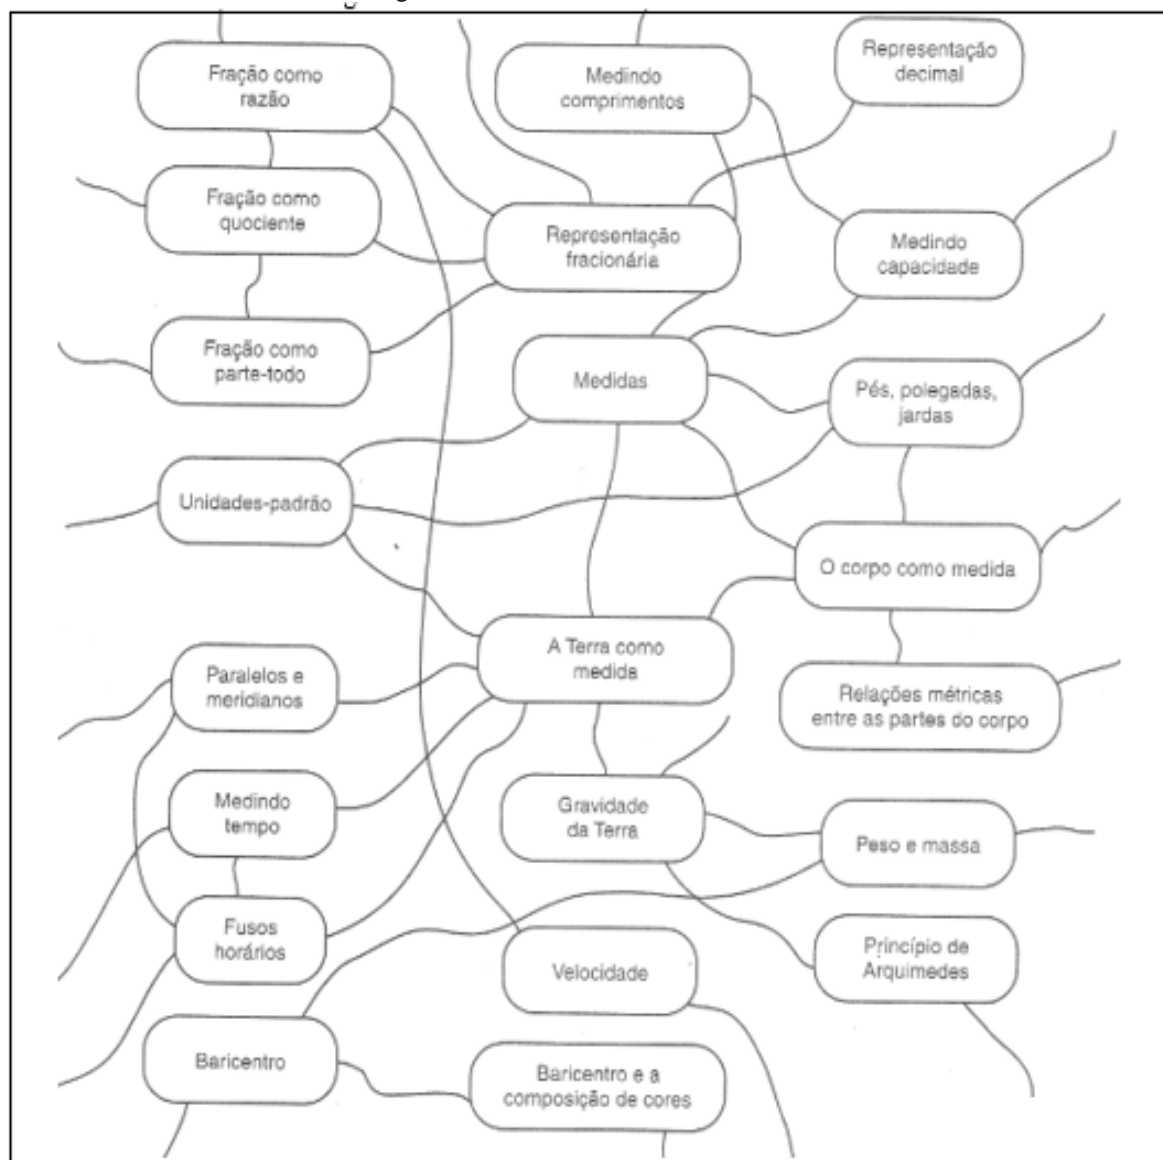 Fração como
razão
Medindo
comprimentos
Representação
decimal
Fração como
quociente
Representação
fracionária
Medindo
capacidade
Fração como
parte-todo
Medidas
Pés, polegadas,
jardas
Unidades-padrão
O corpo como medida
A Terra como
medida
Paralelos e
meridianos
Relações métricas
entre as partes do corpo
Medindo
tempo
Gravidade
da Terra
Peso e massa
Fusos
horários
Velocidade
Princípio de
Arquimedes
Baricentro
Baricentro e a
composição de cores